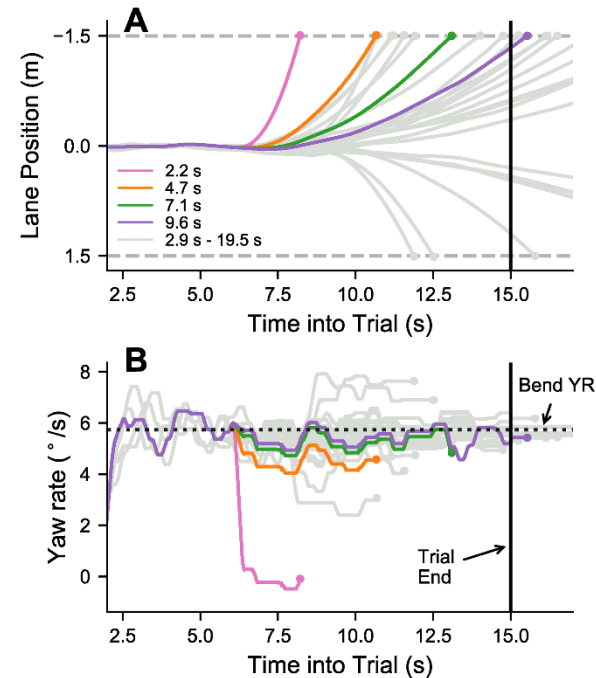 A
-1.5
0.0
1.5
Lane Position (m)
2.2 s
4.7 s
7.1 s
9.6 s
2.9 s - 19.5 s
2.5 5.0 7.5 10.0 12.5 15.0
Time into Trial (s)
B
8
6
4
2
0
Yaw rate (°/s)
Bend YR
Trial
End
2.5 5.0 7.5 10.0 12.5 15.0
Time into Trial (s)